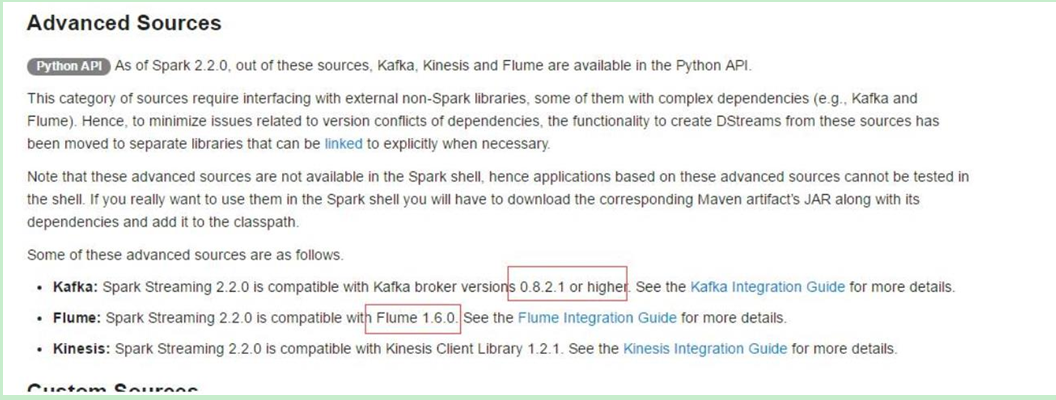 Advanced Sources
Python API As of Spark 2.2.0, out of these sources, Kafka, Kinesis and Flume are available in the Python API.
This category of sources require interfacing with external non-Spark libraries, some of them with complex dependencies (e.g., Kafka and
Flume). Hence, to minimize issues related to version conflicts of dependencies, the functionality to create DStreams from these sources has
been moved to separate libraries that can be linked to explicitly when necessary.
Note that these advanced sources are not available in the Spark shell, hence applications based on these advanced sources cannot be tested in
the shell. If you really want to use them in the Spark shell you will have to download the corresponding Maven artifact's JAR along with its
dependencies and add it to the classpath.
Some of these advanced sources are as follows.
• Kafka: Spark Streaming 2.2.0 is compatible with Kafka broker versions 0.8.2.1 or higher. See the Kafka Integration Guide for more details.
• Flume: Spark Streaming 2.2.0 is compatible with Flume 1.6.0. See the Flume Integration Guide for more details.
• Kinesis: Spark Streaming 2.2.0 is compatible with Kinesis Client Library 1.2.1. See the Kinesis Integration Guide for more details.
Custom Sources